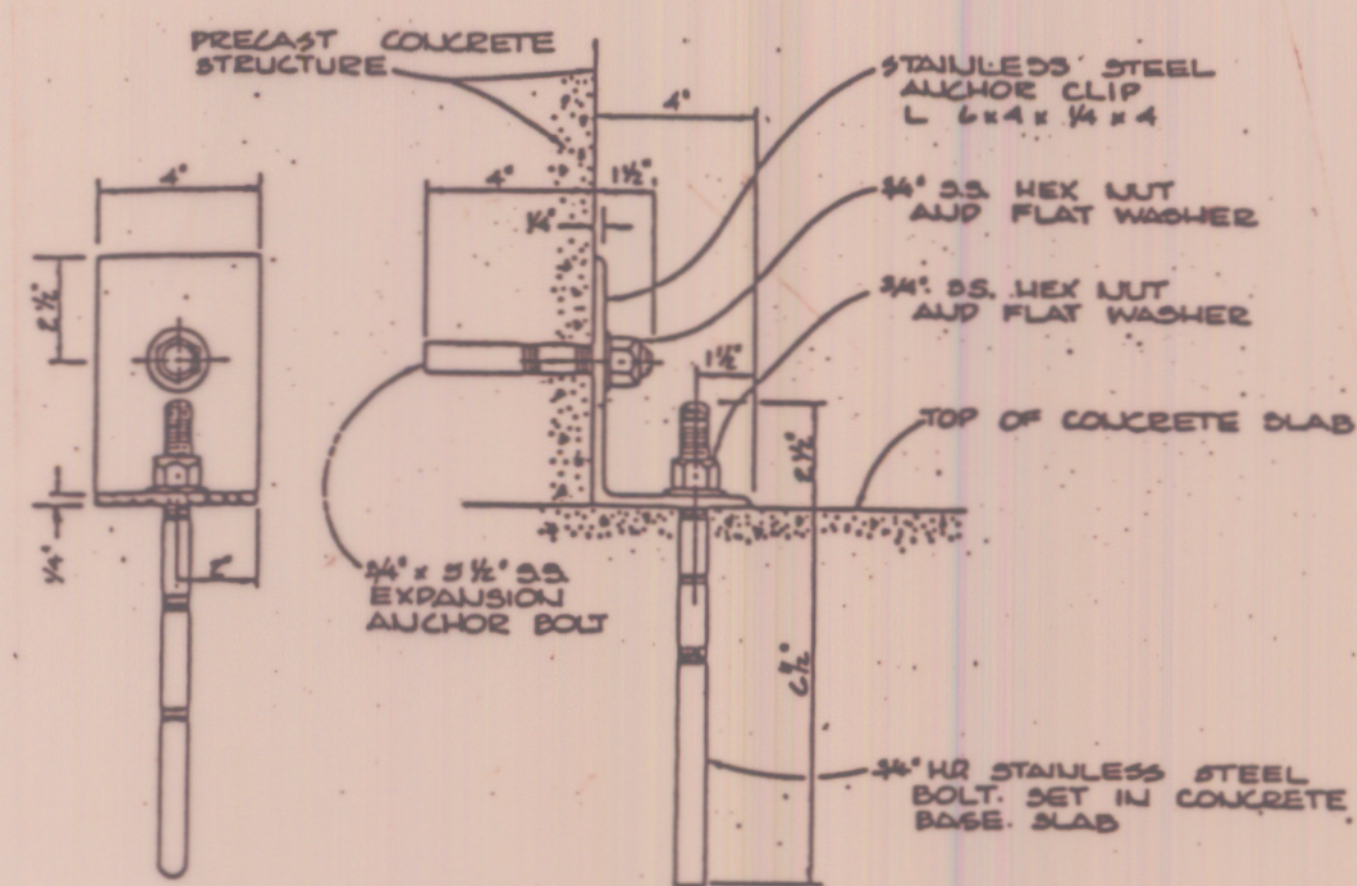 PRECAST CONCRETE
STRUCTURE
STAINLESS STEEL
ANCHOR CLIP
L 6 x 4 x 1/4 x 4
4"
4"
4"
1 1/2"
1/4"
3/4" S.S. HEX NUT
AND FLAT WASHER
3/4" S.S. HEX NUT
AND FLAT WASHER
2 1/2"
1 1/2"
TOP OF CONCRETE SLAB
2 1/2"
1/4"
3/4" x 5 1/2" S.S.
EXPANSION
ANCHOR BOLT
6 1/2"
3/4" STAINLESS STEEL
BOLT. SET IN CONCRETE
BASE SLAB